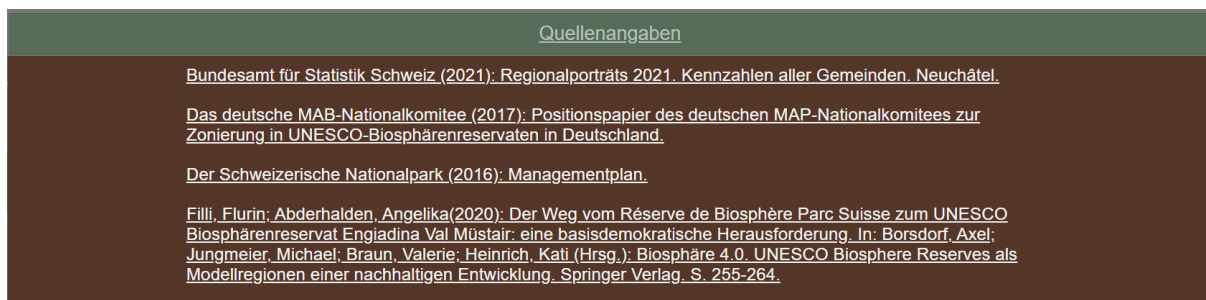 Quellenangaben
Bundesamt für Statistik Schweiz (2021): Regionalporträts 2021. Kennzahlen aller Gemeinden. Neuchâtel.
Das deutsche MAB-Nationalkomitee (2017): Positionspapier des deutschen MAP-Nationalkomitees zur
Zonierung in UNESCO-Biosphärenreservaten in Deutschland.
Der Schweizerische Nationalpark (2016): Managementplan.
Filli, Flurin; Abderhalden, Angelika(2020): Der Weg vom Réserve de Biosphère Parc Suisse zum UNESCO
Biosphärenreservat Engiadina Val Müstair: eine basisdemokratische Herausforderung. In: Borsdorf, Axel;
Jungmeier, Michael; Braun, Valerie; Heinrich, Kati (Hrsg.): Biosphäre 4.0. UNESCO Biosphere Reserves als
Modellregionen einer nachhaltigen Entwicklung. Springer Verlag. S. 255-264.